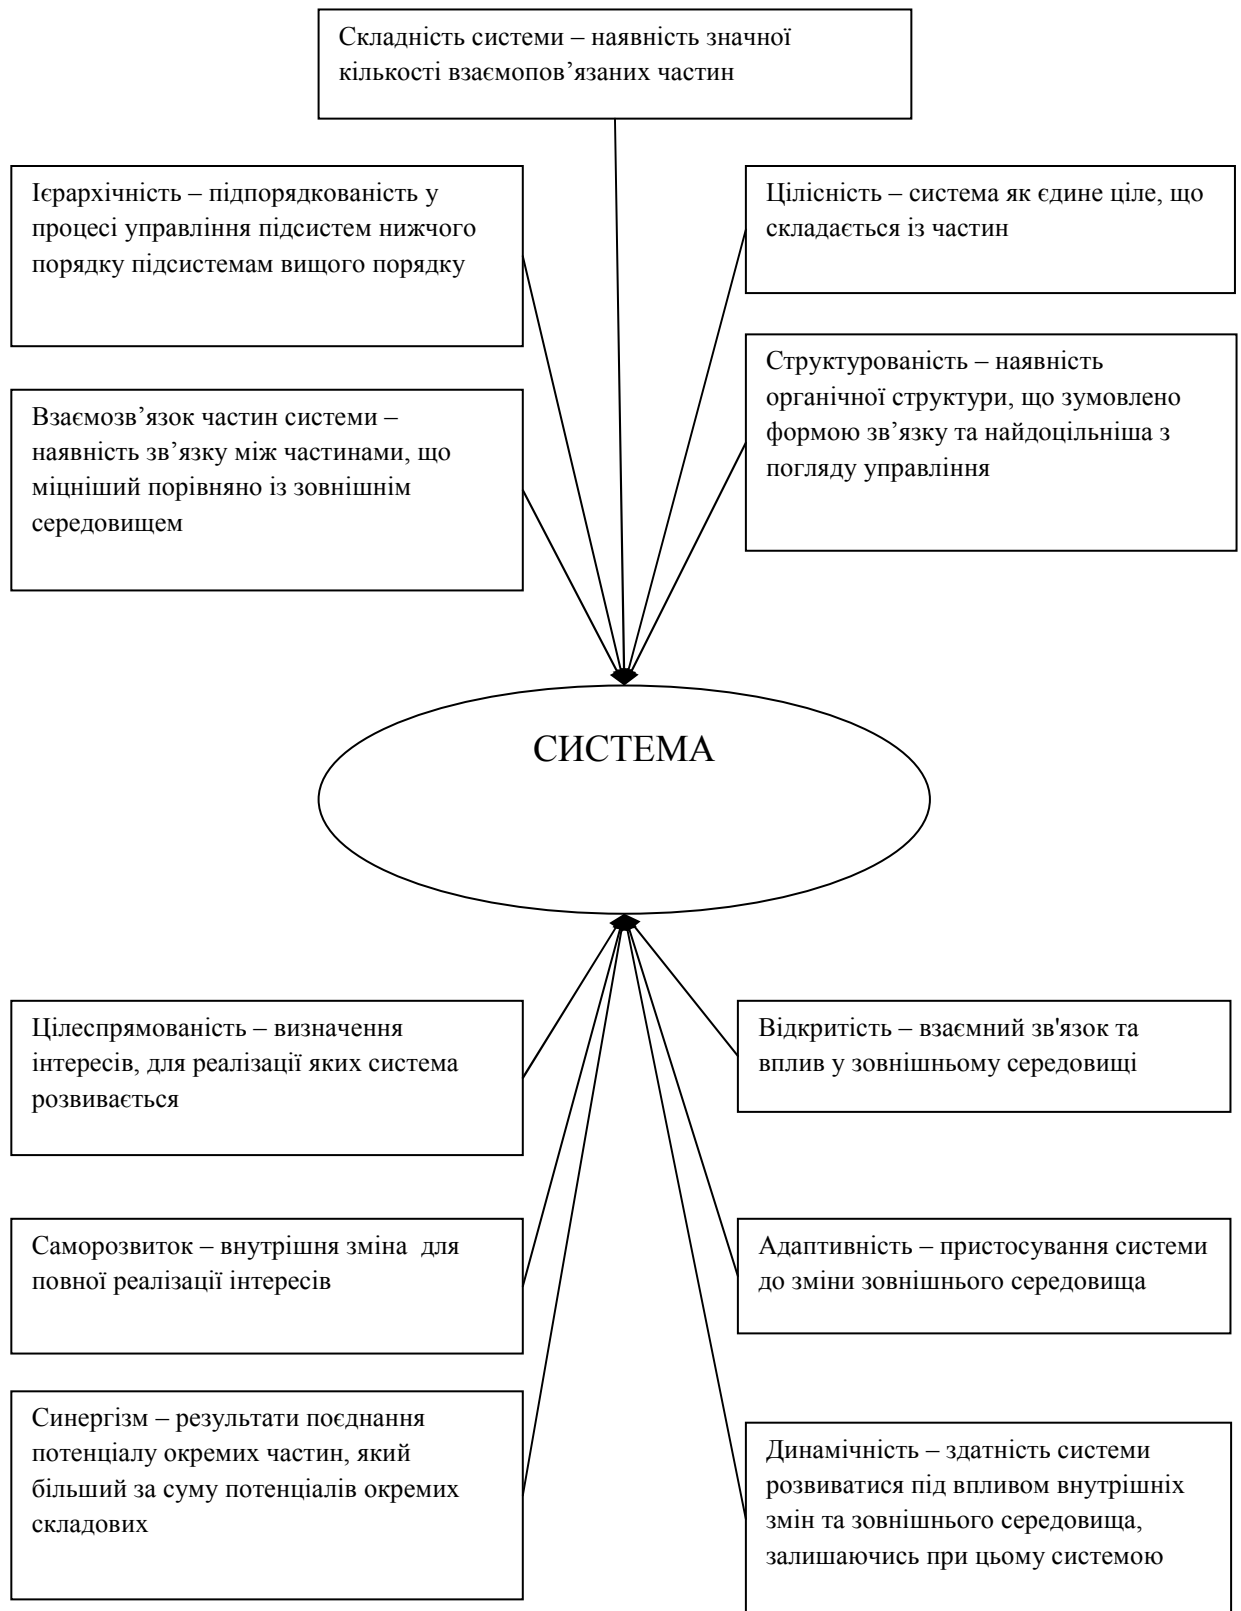 Складність системи – наявність значної
кількості взаємопов’язаних частин
Ієрархічність – підпорядкованість у
процесі управління підсистем нижчого
порядку підсистемам вищого порядку
Цілісність – система як єдине ціле, що
складається із частин
Взаємозв’язок частин системи –
наявність зв’язку між частинами, що
міцніший порівняно із зовнішнім
середовищем
Структурованість – наявність
органічної структури, що зумовлено
формою зв’язку та найдоцільніша з
погляду управління
СИСТЕМА
Цілеспрямованість – визначення
інтересів, для реалізації яких система
розвивається
Відкритість – взаємний зв'язок та
вплив у зовнішньому середовищі
Саморозвиток – внутрішня зміна  для
повної реалізації інтересів
Адаптивність – пристосування системи
до зміни зовнішнього середовища
Синергізм – результати поєднання
потенціалу окремих частин, який
більший за суму потенціалів окремих
складових
Динамічність – здатність системи
розвиватися під впливом внутрішніх
змін та зовнішнього середовища,
залишаючись при цьому системою